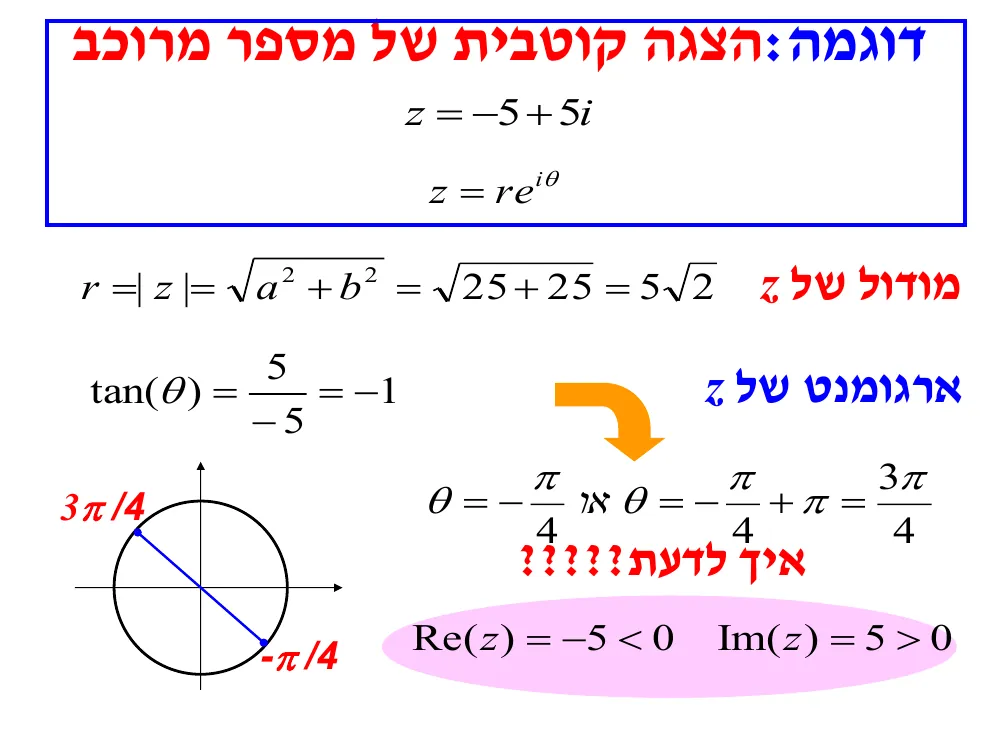 דוגמה: הצגה קוטבית של מספר מרוכב
z = −5 + 5i
z = re^{iθ}
מודול של z
r =| z |= √(a² + b²) = √(25 + 25) = 5√2
ארגומנט של z
tan(θ) = 5/−5 = −1
θ = −π/4 או θ = −π/4 + π = 3π/4
איך לדעת?????
3π/4
-π/4
Re(z) = −5 < 0 Im(z) = 5 > 0